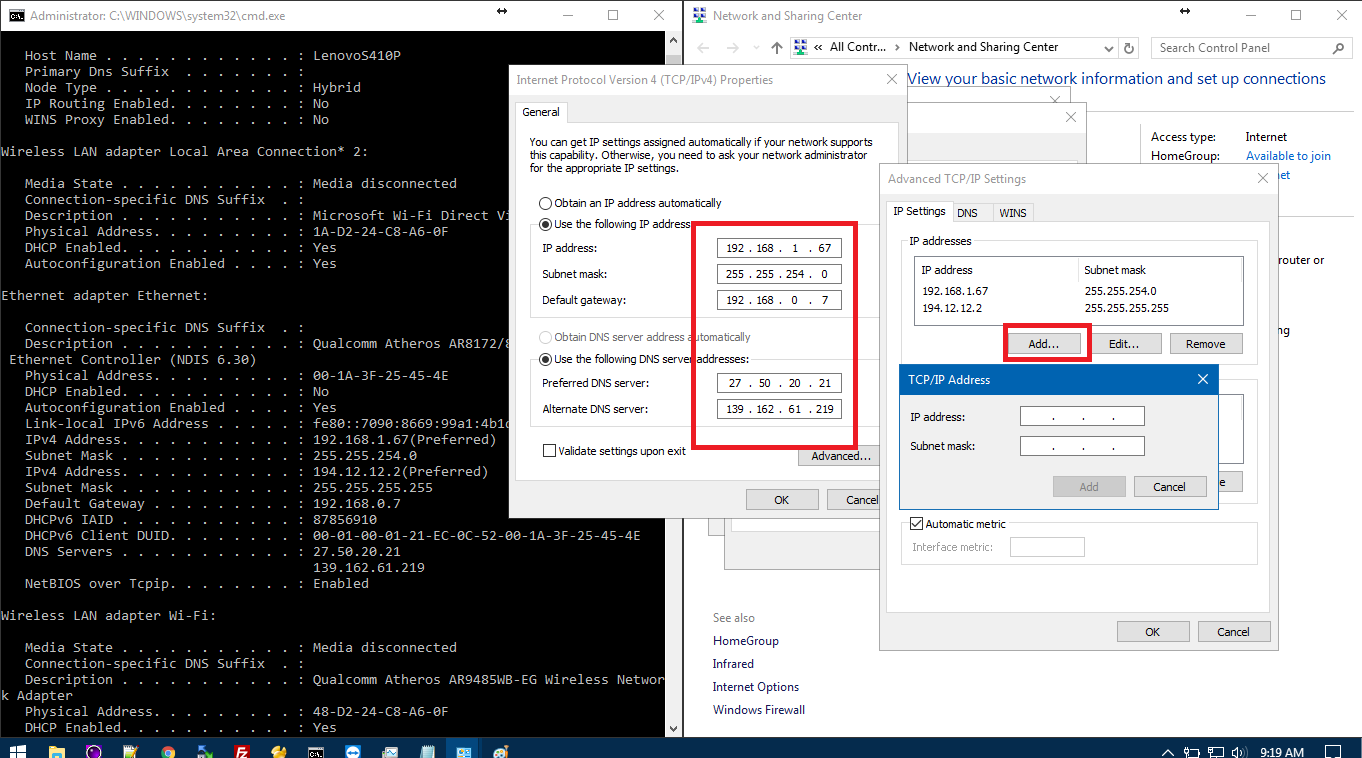 Administrator: C:\WINDOWS\system32\cmd.exe
Host Name . . . . . . . . . . . . : LenovoS410P
Primary Dns Suffix . . . . . . . :
Node Type . . . . . . . . . . . . : Hybrid
IP Routing Enabled. . . . . . . . : No
WINS Proxy Enabled. . . . . . . . : No
Wireless LAN adapter Local Area Connection* 2:
Media State . . . . . . . . . . . : Media disconnected
Connection-specific DNS Suffix . :
Description . . . . . . . . . . . : Microsoft Wi-Fi Direct Vi
Physical Address. . . . . . . . . : 1A-D2-24-C8-A6-0F
DHCP Enabled. . . . . . . . . . . : Yes
Autoconfiguration Enabled . . . . : Yes
Ethernet adapter Ethernet:
Connection-specific DNS Suffix . :
Description . . . . . . . . . . . : Qualcomm Atheros AR8172/8
Ethernet Controller (NDIS 6.30)
Physical Address. . . . . . . . . : 00-1A-3F-25-45-4E
DHCP Enabled. . . . . . . . . . . : No
Autoconfiguration Enabled . . . . : Yes
Link-local IPv6 Address . . . . . : fe80::7090:8669:99a1:4b1
IPv4 Address. . . . . . . . . . . : 192.168.1.67(Preferred)
Subnet Mask . . . . . . . . . . . : 255.255.254.0
IPv4 Address. . . . . . . . . . . : 194.12.12.2(Preferred)
Subnet Mask . . . . . . . . . . . : 255.255.255.255
Default Gateway . . . . . . . . . : 192.168.0.7
DHCPv6 IAID . . . . . . . . . . . : 87856910
DHCPv6 Client DUID. . . . . . . . : 00-01-00-01-21-EC-0C-52-00-1A-3F-25-45-4E
DNS Servers . . . . . . . . . . . : 27.50.20.21
139.162.61.219
NetBIOS over Tcpip. . . . . . . . : Enabled
Wireless LAN adapter Wi-Fi:
Media State . . . . . . . . . . . : Media disconnected
Connection-specific DNS Suffix . :
Description . . . . . . . . . . . : Qualcomm Atheros AR9485WB-EG Wireless Networ
k Adapter
Physical Address. . . . . . . . . : 48-D2-24-C8-A6-0F
DHCP Enabled. . . . . . . . . . . : Yes
Network and Sharing Center
« All Contr... › Network and Sharing Center
Search Control Panel
View your basic network information and set up connections
Access type: Internet
HomeGroup: Available to join
router or
See also
HomeGroup
Infrared
Internet Options
Windows Firewall
Internet Protocol Version 4 (TCP/IPv4) Properties
General
You can get IP settings assigned automatically if your network supports
this capability. Otherwise, you need to ask your network administrator
for the appropriate IP settings.
Obtain an IP address automatically
Use the following IP address
IP address: 192 . 168 . 1 . 67
Subnet mask: 255 . 255 . 254 . 0
Default gateway: 192 . 168 . 0 . 7
Obtain DNS server address automatically
Use the following DNS server addresses:
Preferred DNS server: 27 . 50 . 20 . 21
Alternate DNS server: 139 . 162 . 61 . 219
Validate settings upon exit
Advanced...
OK Cancel
Advanced TCP/IP Settings
IP Settings DNS WINS
IP addresses
IP address Subnet mask
192.168.1.67 255.255.254.0
194.12.12.2 255.255.255.255
Add... Edit... Remove
TCP/IP Address
IP address: . . .
Subnet mask: . . .
Add Cancel
Automatic metric
Interface metric:
OK Cancel
9:19 AM